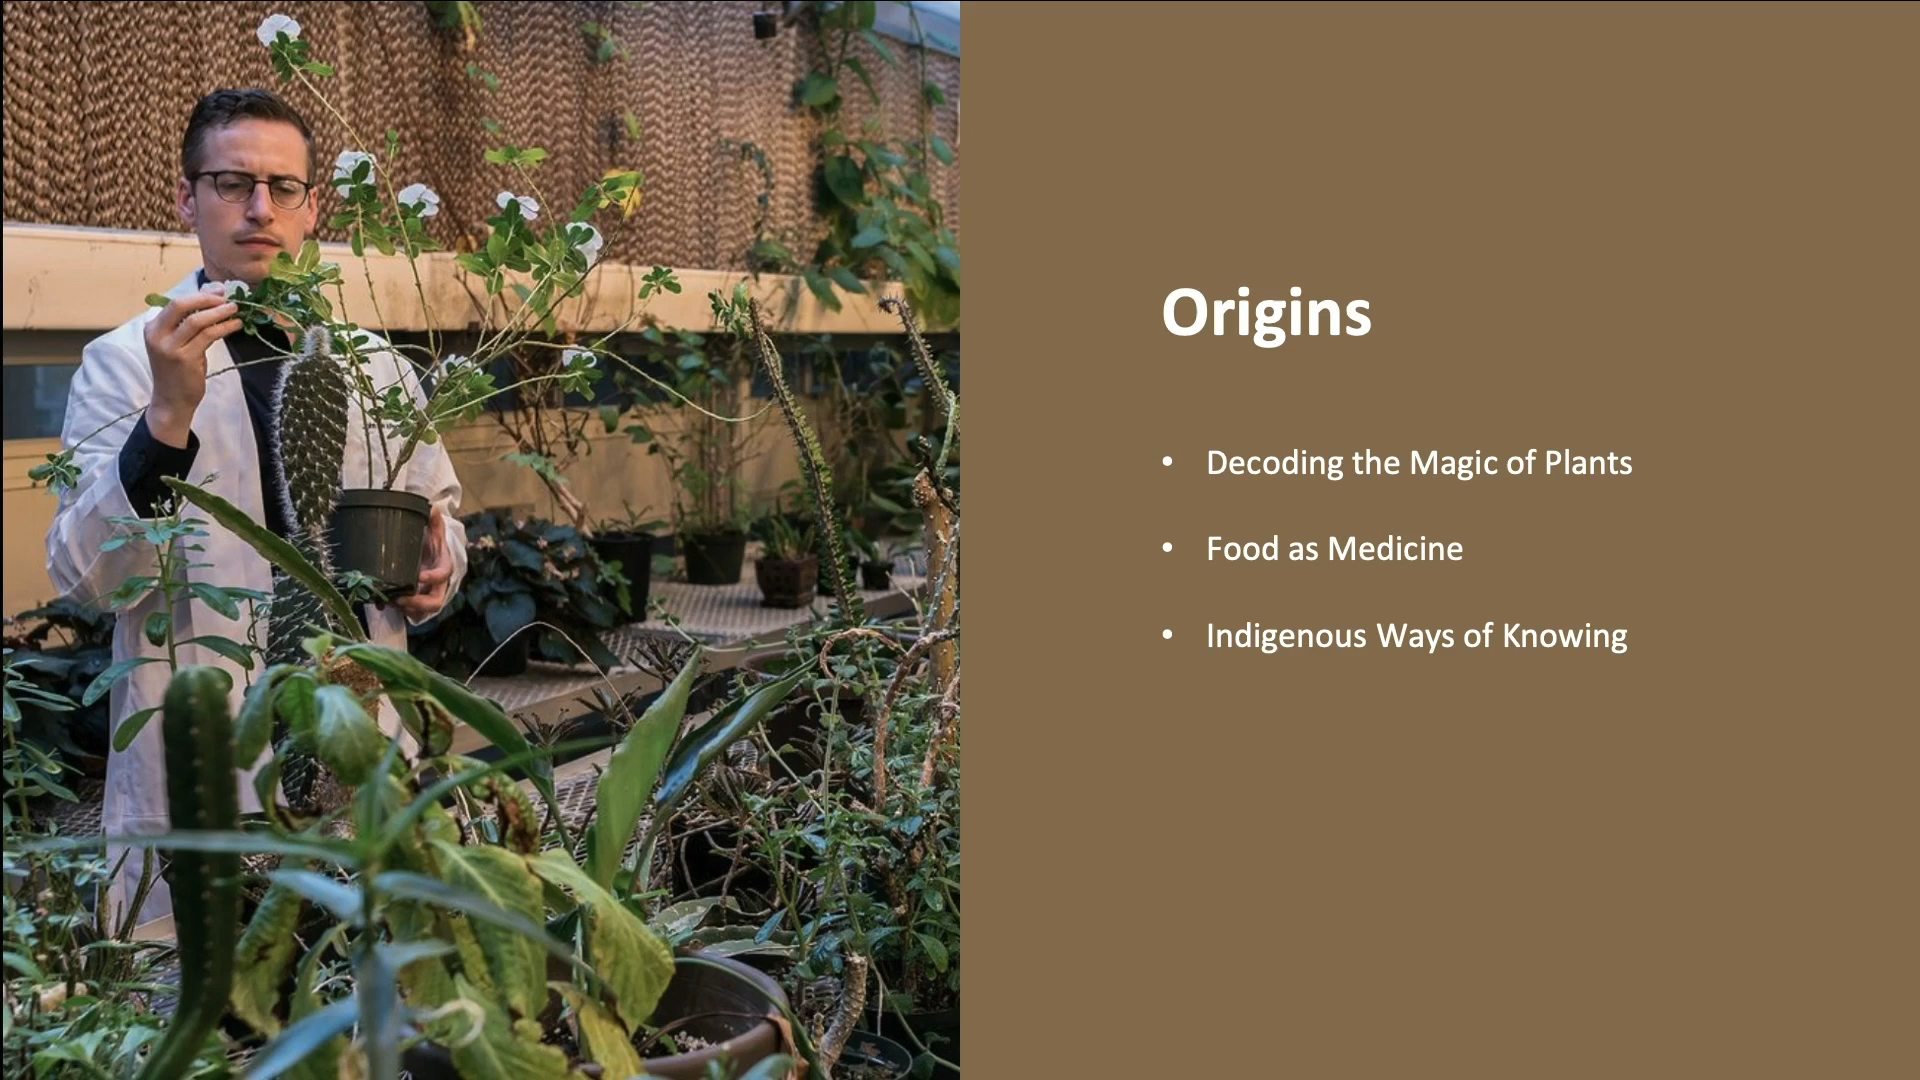 Origins
• Decoding the Magic of Plants
• Food as Medicine
• Indigenous Ways of Knowing